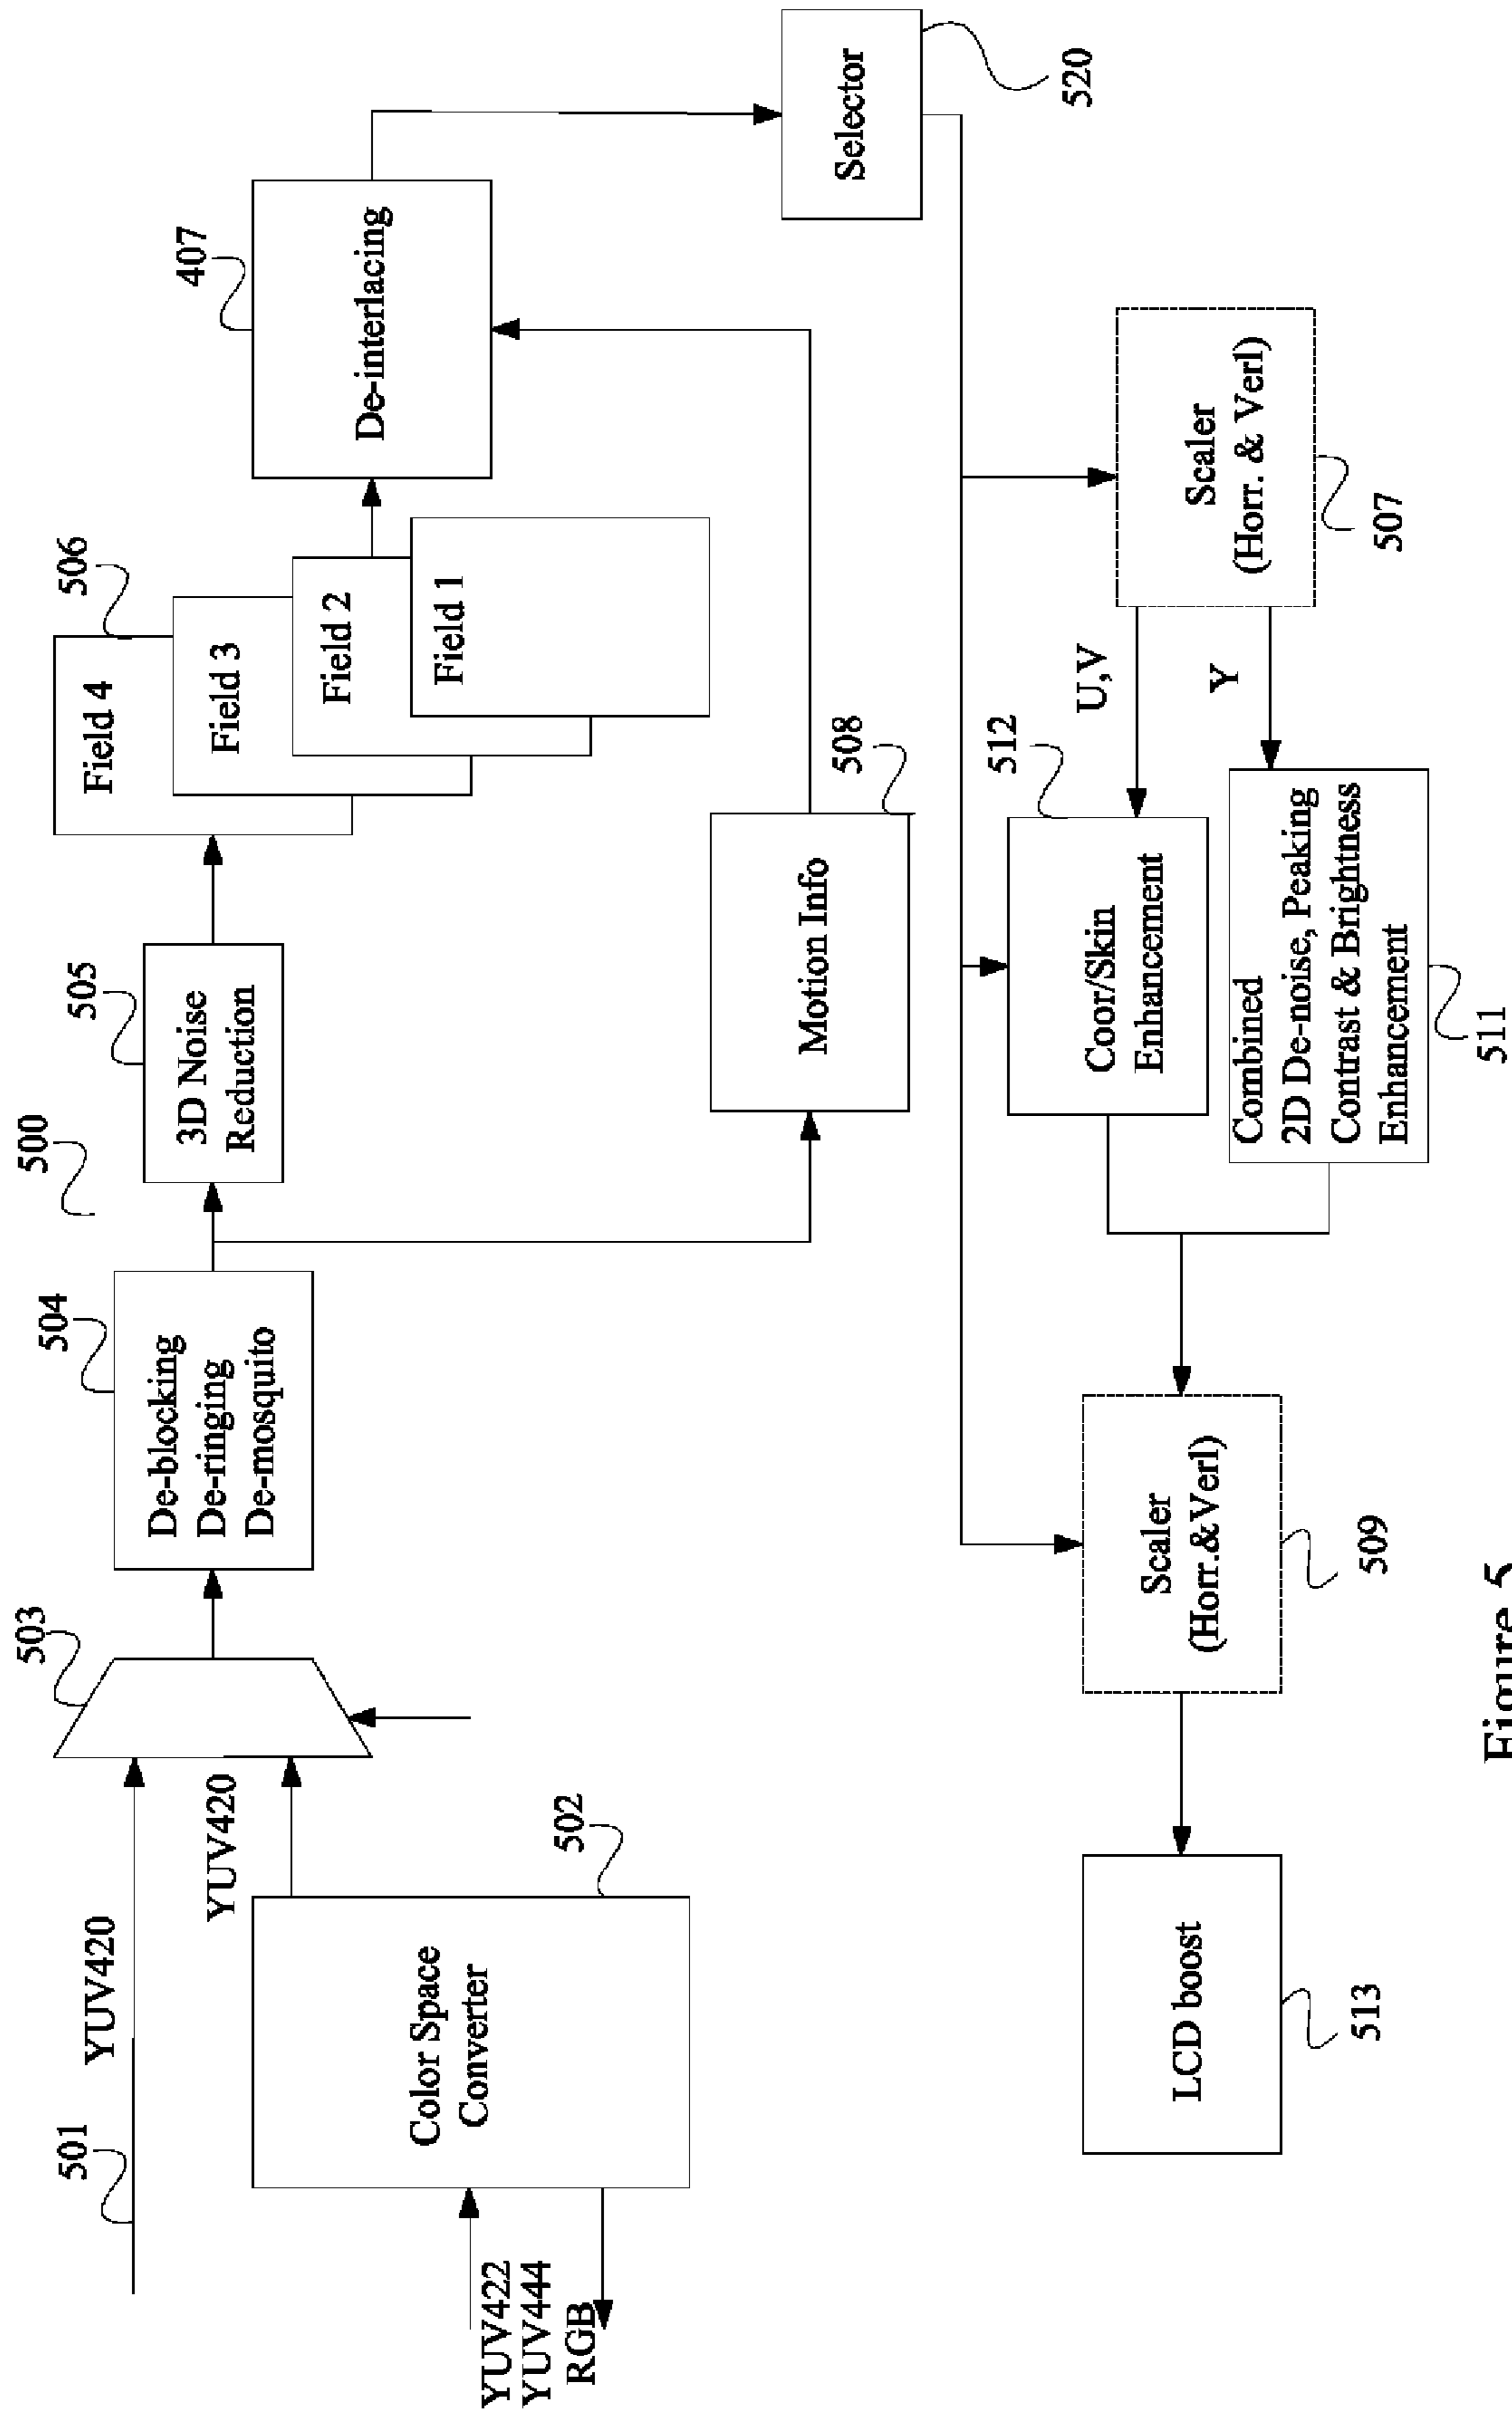 500
501
YUV420
503
504
505
506
407
YUV420
De-blocking
De-ringing
De-mosquito
3D Noise
Reduction
Field 4
Field 3
Field 2
Field 1
De-interlacing
YUV422
YUV444
RGB
Color Space
Converter
502
Motion Info
508
Selector
520
LCD boost
513
Scaler
(Horr.&Verl)
509
Coor/Skin
Enhancement
512
U,V
Y
Scaler
(Horr. & Verl)
507
Combined
2D De-noise, Peaking
Contrast & Brightness
Enhancement
511
Figure 5